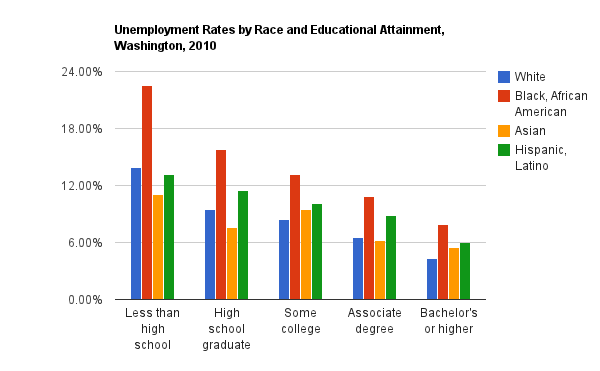 Unemployment Rates by Race and Educational Attainment,
Washington, 2010
24.00%
18.00%
12.00%
6.00%
0.00%
Less than
high
school
High
school
graduate
Some
college
Associate
degree
Bachelor's
or higher
White
Black, African
American
Asian
Hispanic,
Latino